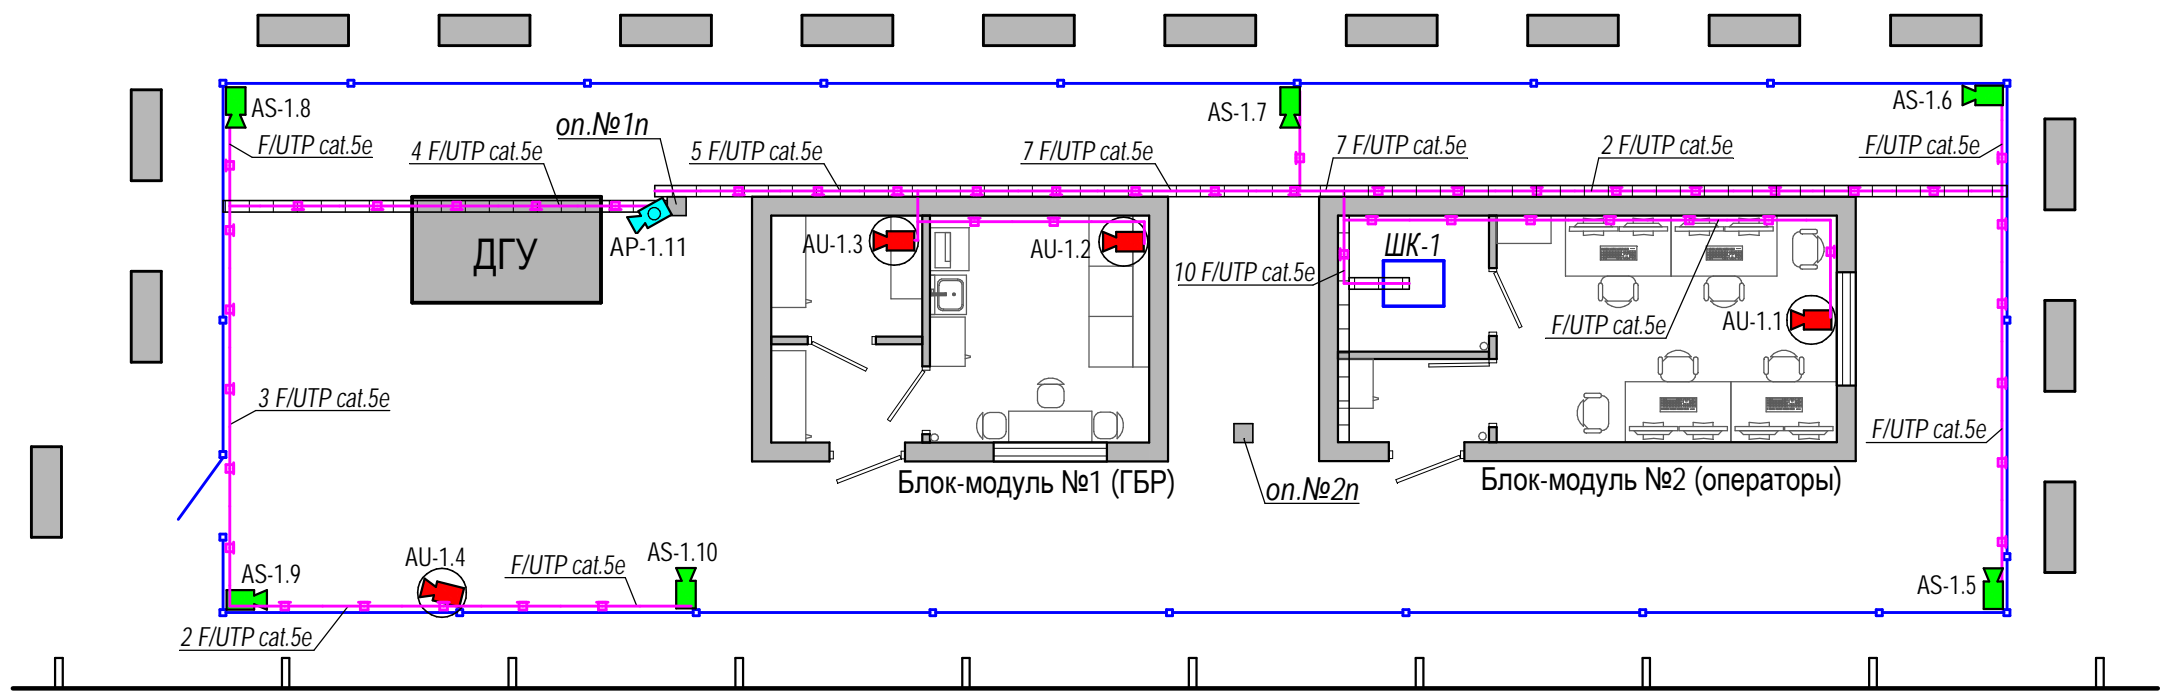 AS-1.8
оп.№1п
AS-1.7
AS-1.6
F/UTP cat.5e
4 F/UTP cat.5e
5 F/UTP cat.5e
7 F/UTP cat.5e
7 F/UTP cat.5e
2 F/UTP cat.5e
F/UTP cat.5e
ДГУ
AP-1.11
AU-1.3
AU-1.2
ШК-1
10 F/UTP cat.5e
F/UTP cat.5e
AU-1.1
3 F/UTP cat.5e
F/UTP cat.5e
Блок-модуль №1 (ГБР)
оп.№2п
Блок-модуль №2 (операторы)
AS-1.9
AU-1.4
F/UTP cat.5e
AS-1.10
AS-1.5
2 F/UTP cat.5e